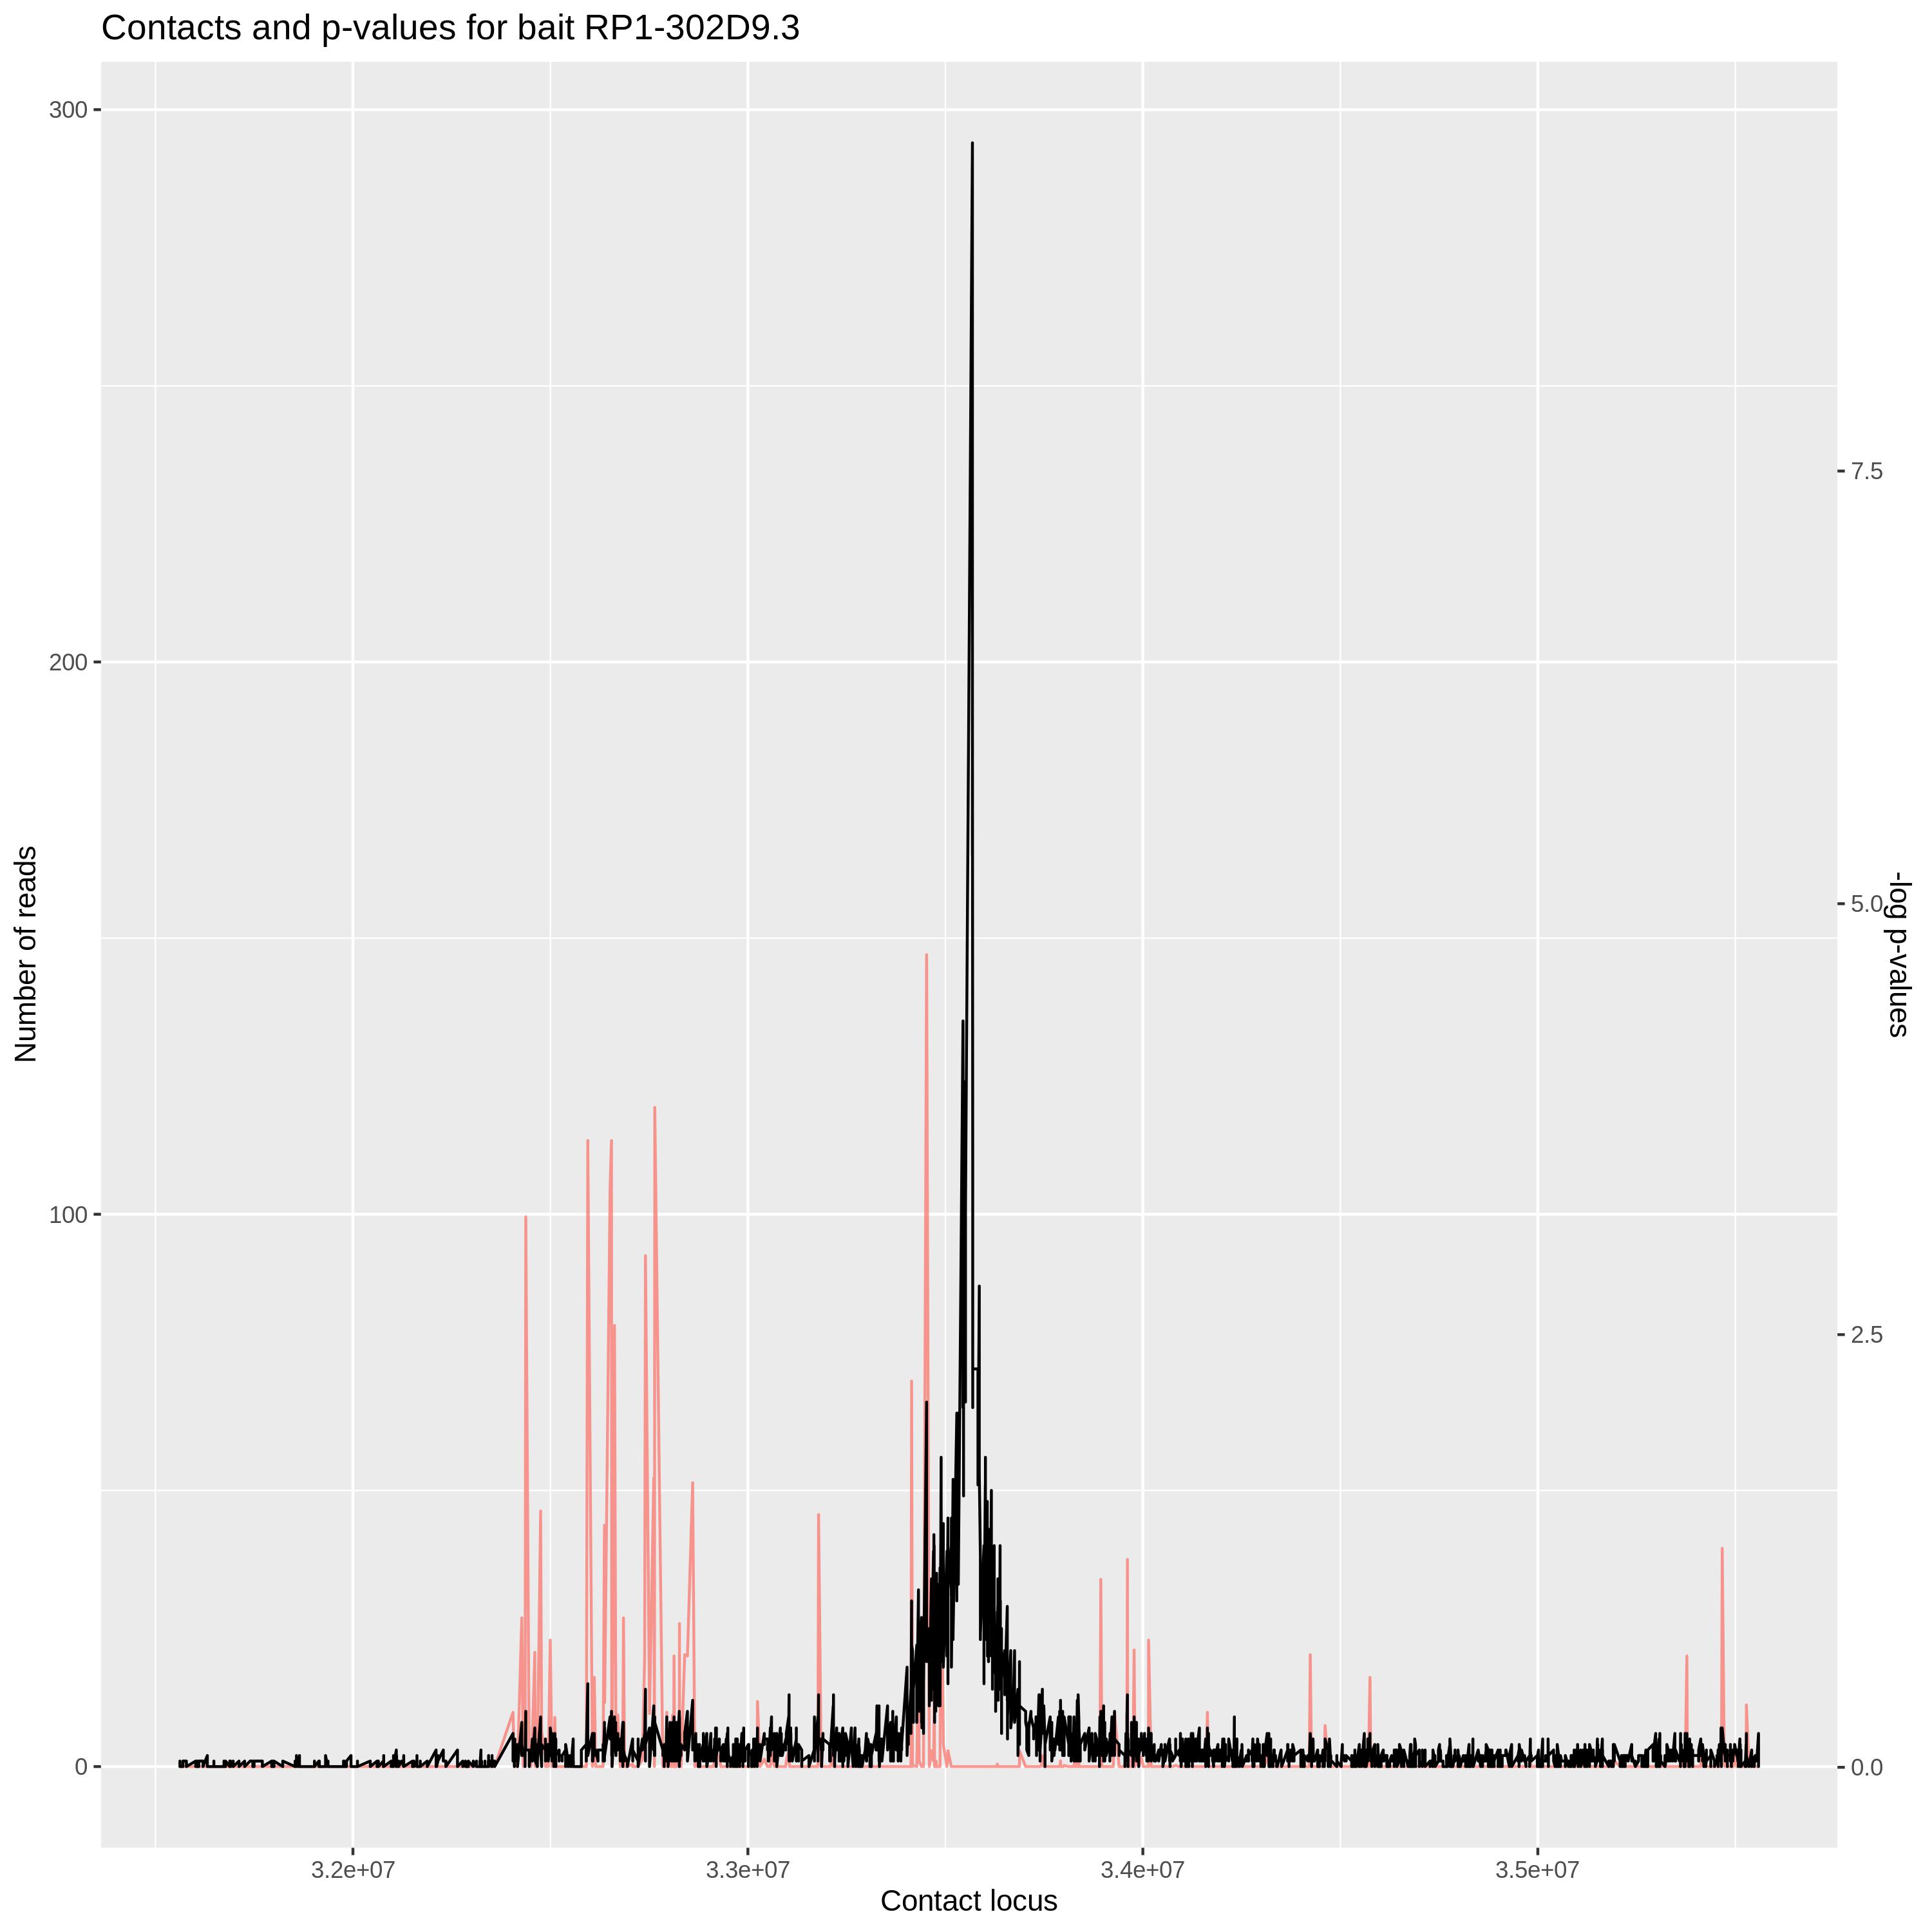 Contacts and p-values for bait RP1-302D9.3
300
200
100
0
Number of reads
7.5
5.0
2.5
0.0
-log p-values
3.2e+07
3.3e+07
3.4e+07
3.5e+07
Contact locus